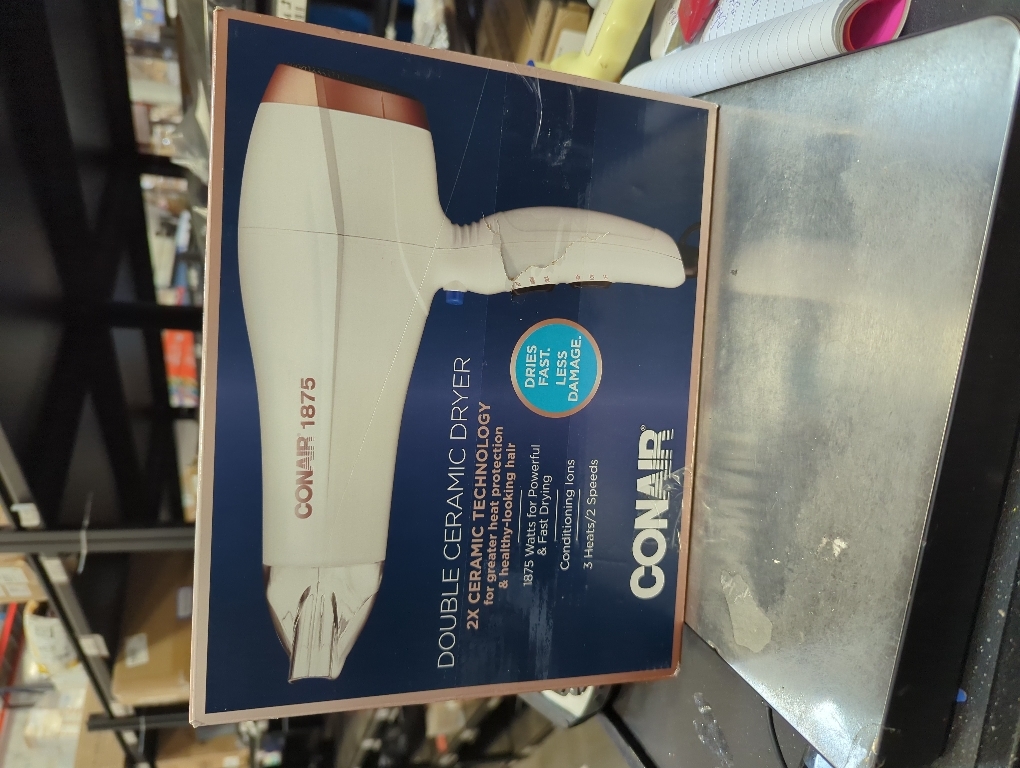 CONAIR 1875
DOUBLE CERAMIC DRYER
2X CERAMIC TECHNOLOGY
for greater heat protection
& healthy-looking hair
1875 Watts for Powerful
& Fast Drying
Conditioning Ions
3 Heats/2 Speeds
DRIES
FAST.
LESS
DAMAGE.
CONAIR®